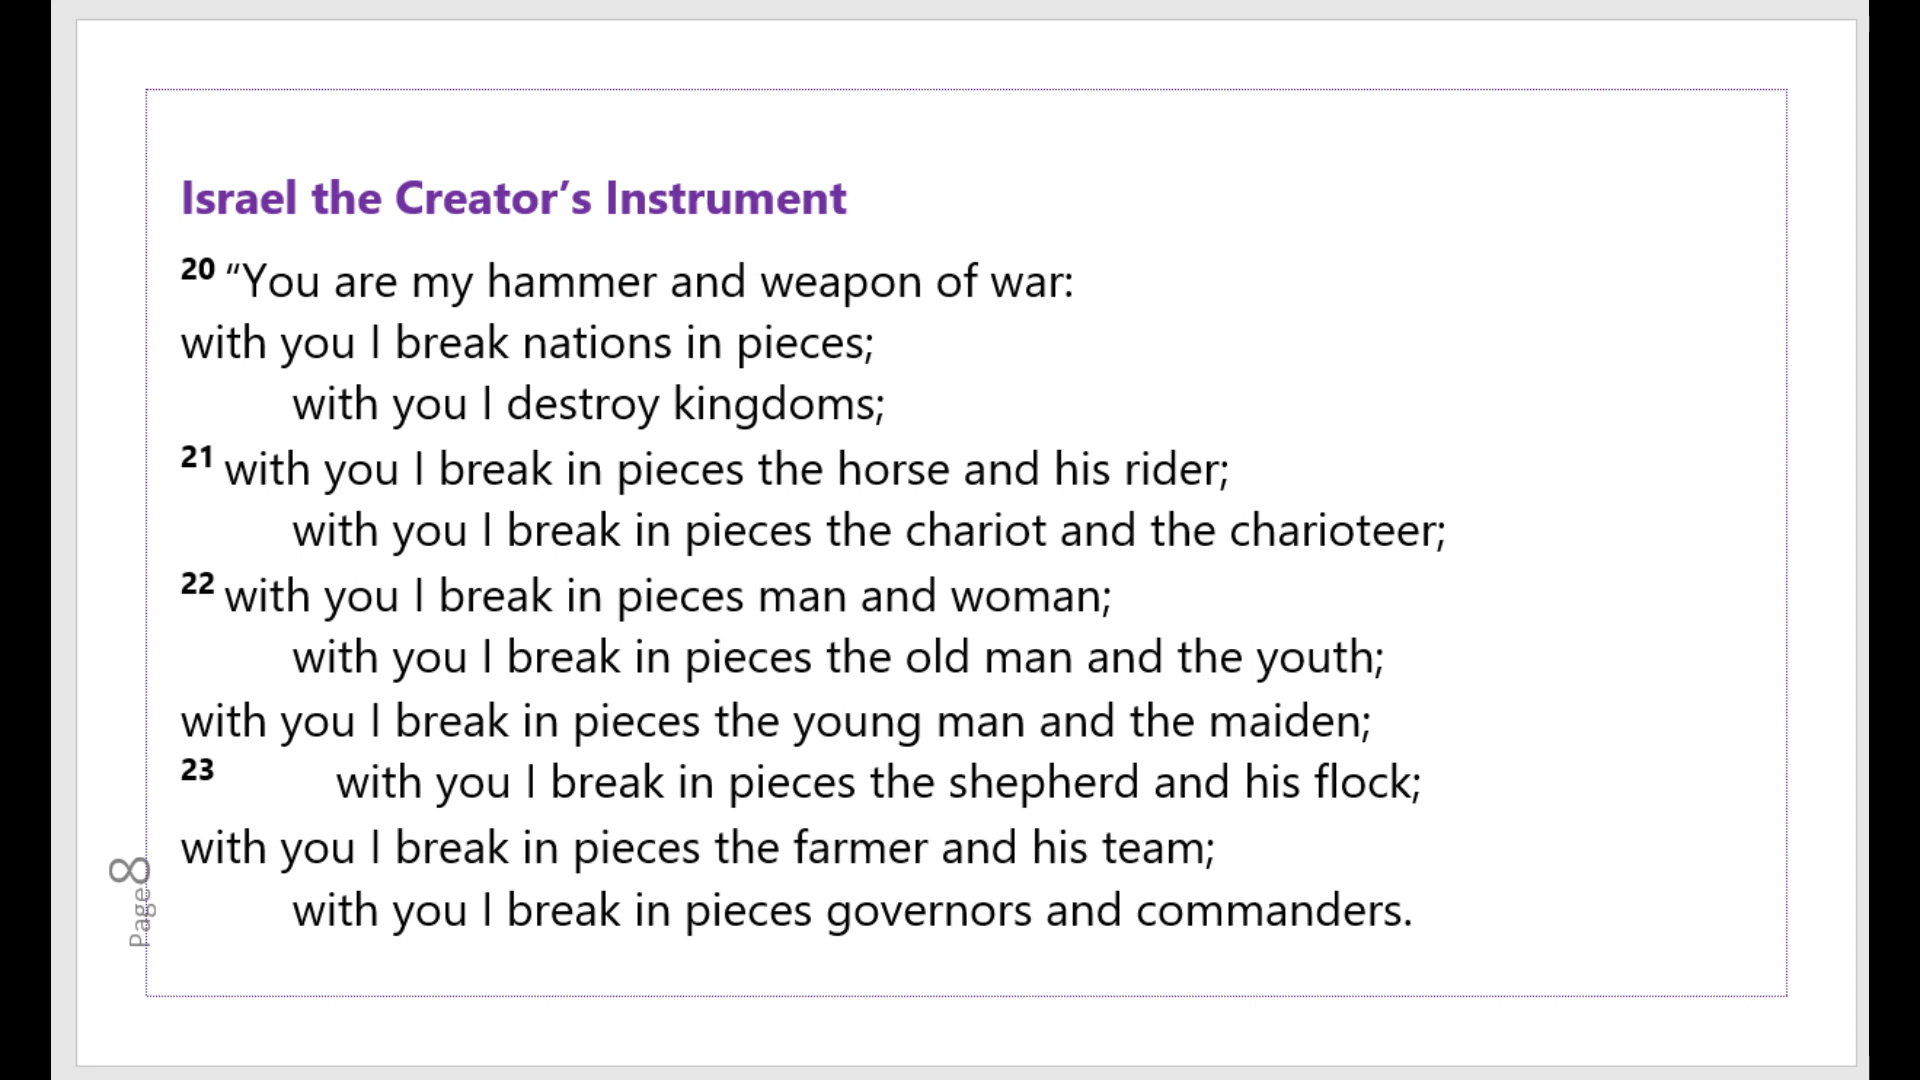 Israel the Creator’s Instrument
20 “You are my hammer and weapon of war:
with you I break nations in pieces;
with you I destroy kingdoms;
21 with you I break in pieces the horse and his rider;
with you I break in pieces the chariot and the charioteer;
22 with you I break in pieces man and woman;
with you I break in pieces the old man and the youth;
with you I break in pieces the young man and the maiden;
23 with you I break in pieces the shepherd and his flock;
with you I break in pieces the farmer and his team;
with you I break in pieces governors and commanders.
Page 8